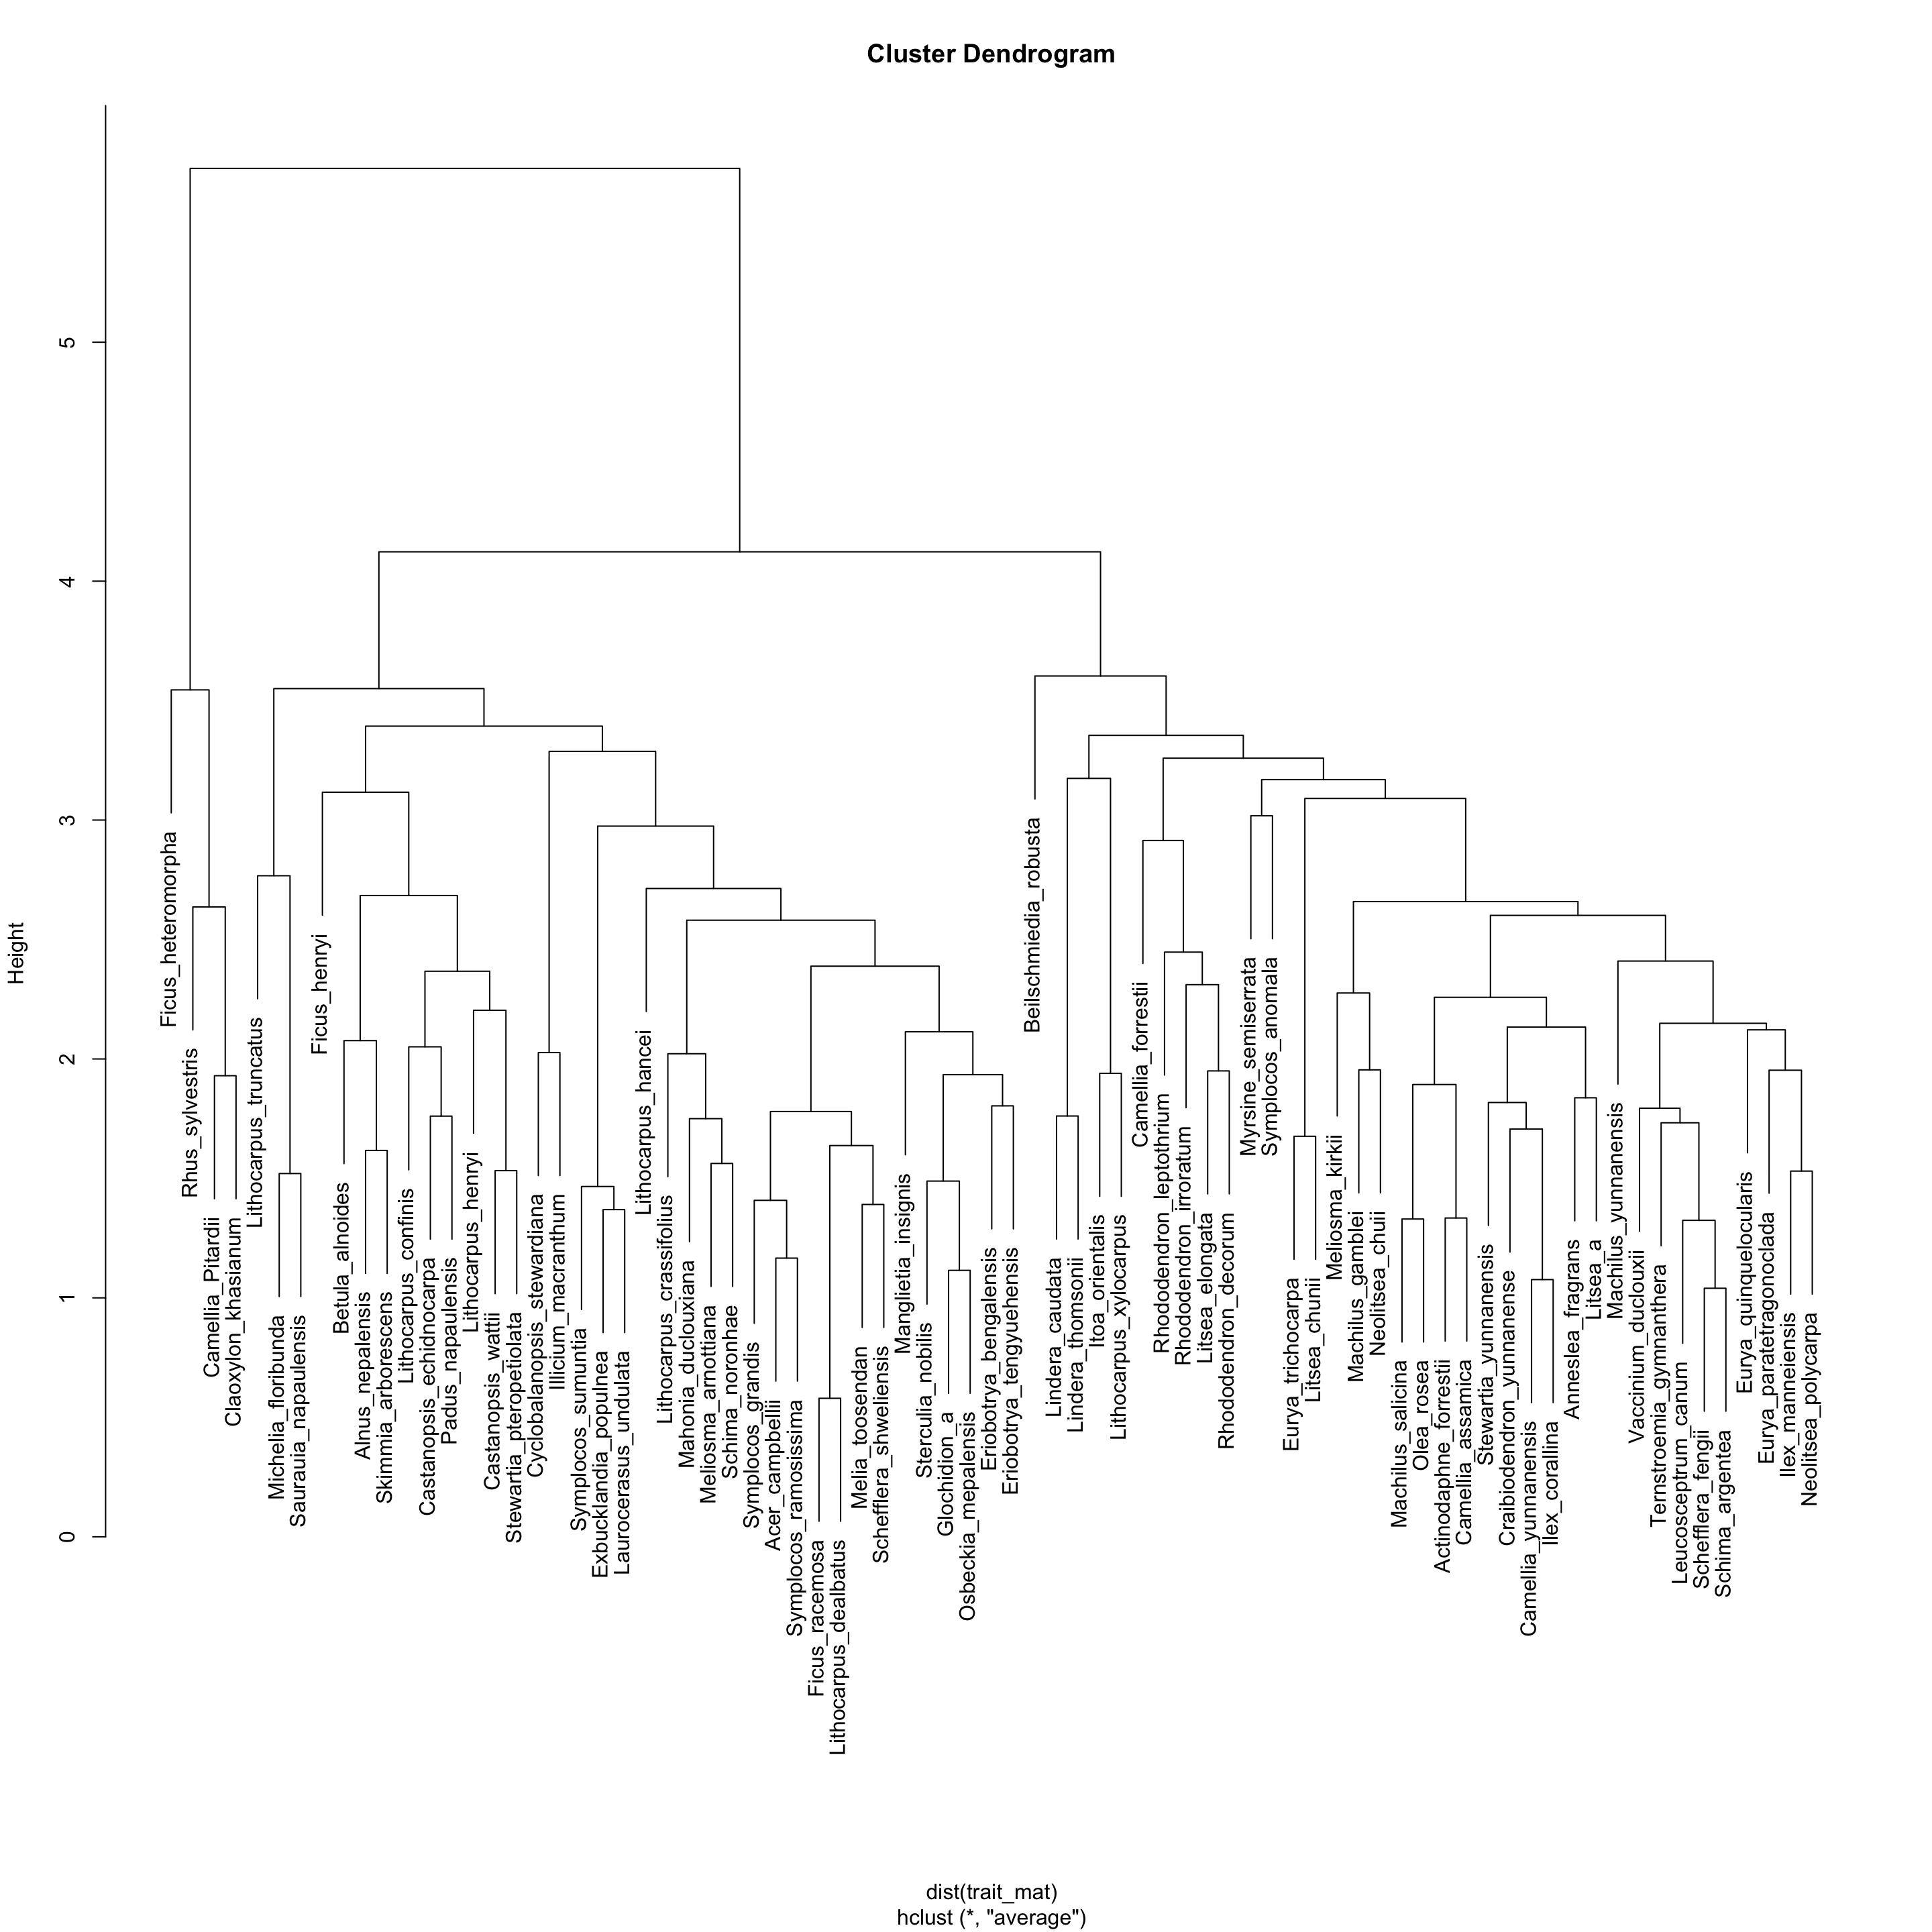 Cluster Dendrogram
Height
5
4
3
2
1
0
Ficus_heteromorpha
Rhus_sylvestris
Camellia_Pitardii
Claoxylon_khasianum
Lithocarpus_truncatus
Michelia_floribunda
Saurauia_napaulensis
Ficus_henryi
Betula_alnoides
Alnus_nepalensis
Skimmia_arborescens
Lithocarpus_confinis
Castanopsis_echidnocarpa
Padus_napaulensis
Lithocarpus_henryi
Castanopsis_wattii
Stewartia_pteropetiolata
Cyclobalanopsis_stewardiana
Illicium_macranthum
Symplocos_sumuntia
Exbucklandia_populnea
Laurocerasus_undulata
Lithocarpus_hancei
Lithocarpus_crassifolius
Mahonia_duclouxiana
Meliosma_arnottiana
Schima_noronhae
Symplocos_grandis
Acer_campbellii
Symplocos_ramosissima
Ficus_racemosa
Lithocarpus_dealbatus
Melia_toosendan
Schefflera_shweliensis
Manglietia_insignis
Sterculia_nobilis
Glochidion_a
Osbeckia_mepalensis
Eriobotrya_bengalensis
Eriobotrya_tengyuehensis
Beilschmiedia_robusta
Lindera_caudata
Lindera_thomsonii
Itoa_orientalis
Lithocarpus_xylocarpus
Camellia_forrestii
Rhododendron_leptothrium
Rhododendron_irroratum
Litsea_elongata
Rhododendron_decorum
Myrsine_semiserrata
Symplocos_anomala
Eurya_trichocarpa
Litsea_chunii
Meliosma_kirkii
Machilus_gamblei
Neolitsea_chuii
Machilus_salicina
Olea_rosea
Actinodaphne_forrestii
Camellia_assamica
Stewartia_yunnanensis
Craibiodendron_yunnanense
Camellia_yunnanensis
Ilex_corallina
Anneslea_fragrans
Litsea_a
Machilus_yunnanensis
Vaccinium_duclouxii
Ternstroemia_gymnanthera
Leucosceptrum_canum
Schefflera_fengii
Schima_argentea
Eurya_quinquelocularis
Eurya_paratetragonoclada
Ilex_manneiensis
Neolitsea_polycarpa
dist(trait_mat)
hclust (*, "average")